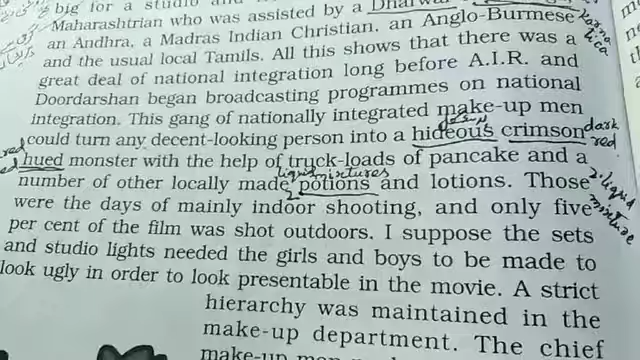 big for a studio and
Maharashtrian who was assisted by a Dharwar
an Andhra, a Madras Indian Christian, an Anglo-Burmese
and the usual local Tamils. All this shows that there was a
great deal of national integration long before A.I.R. and
Doordarshan began broadcasting programmes on national
integration. This gang of nationally integrated make-up men
could turn any decent-looking person into a hideous crimson dark
hued monster with the help of truck-loads of pancake and a red
liquid mixtures
number of other locally made potions and lotions. Those 2. liquid
were the days of mainly indoor shooting, and only five mixture
per cent of the film was shot outdoors. I suppose the sets
and studio lights needed the girls and boys to be made to
look ugly in order to look presentable in the movie. A strict
hierarchy was maintained in the
make-up department. The chief
make-up